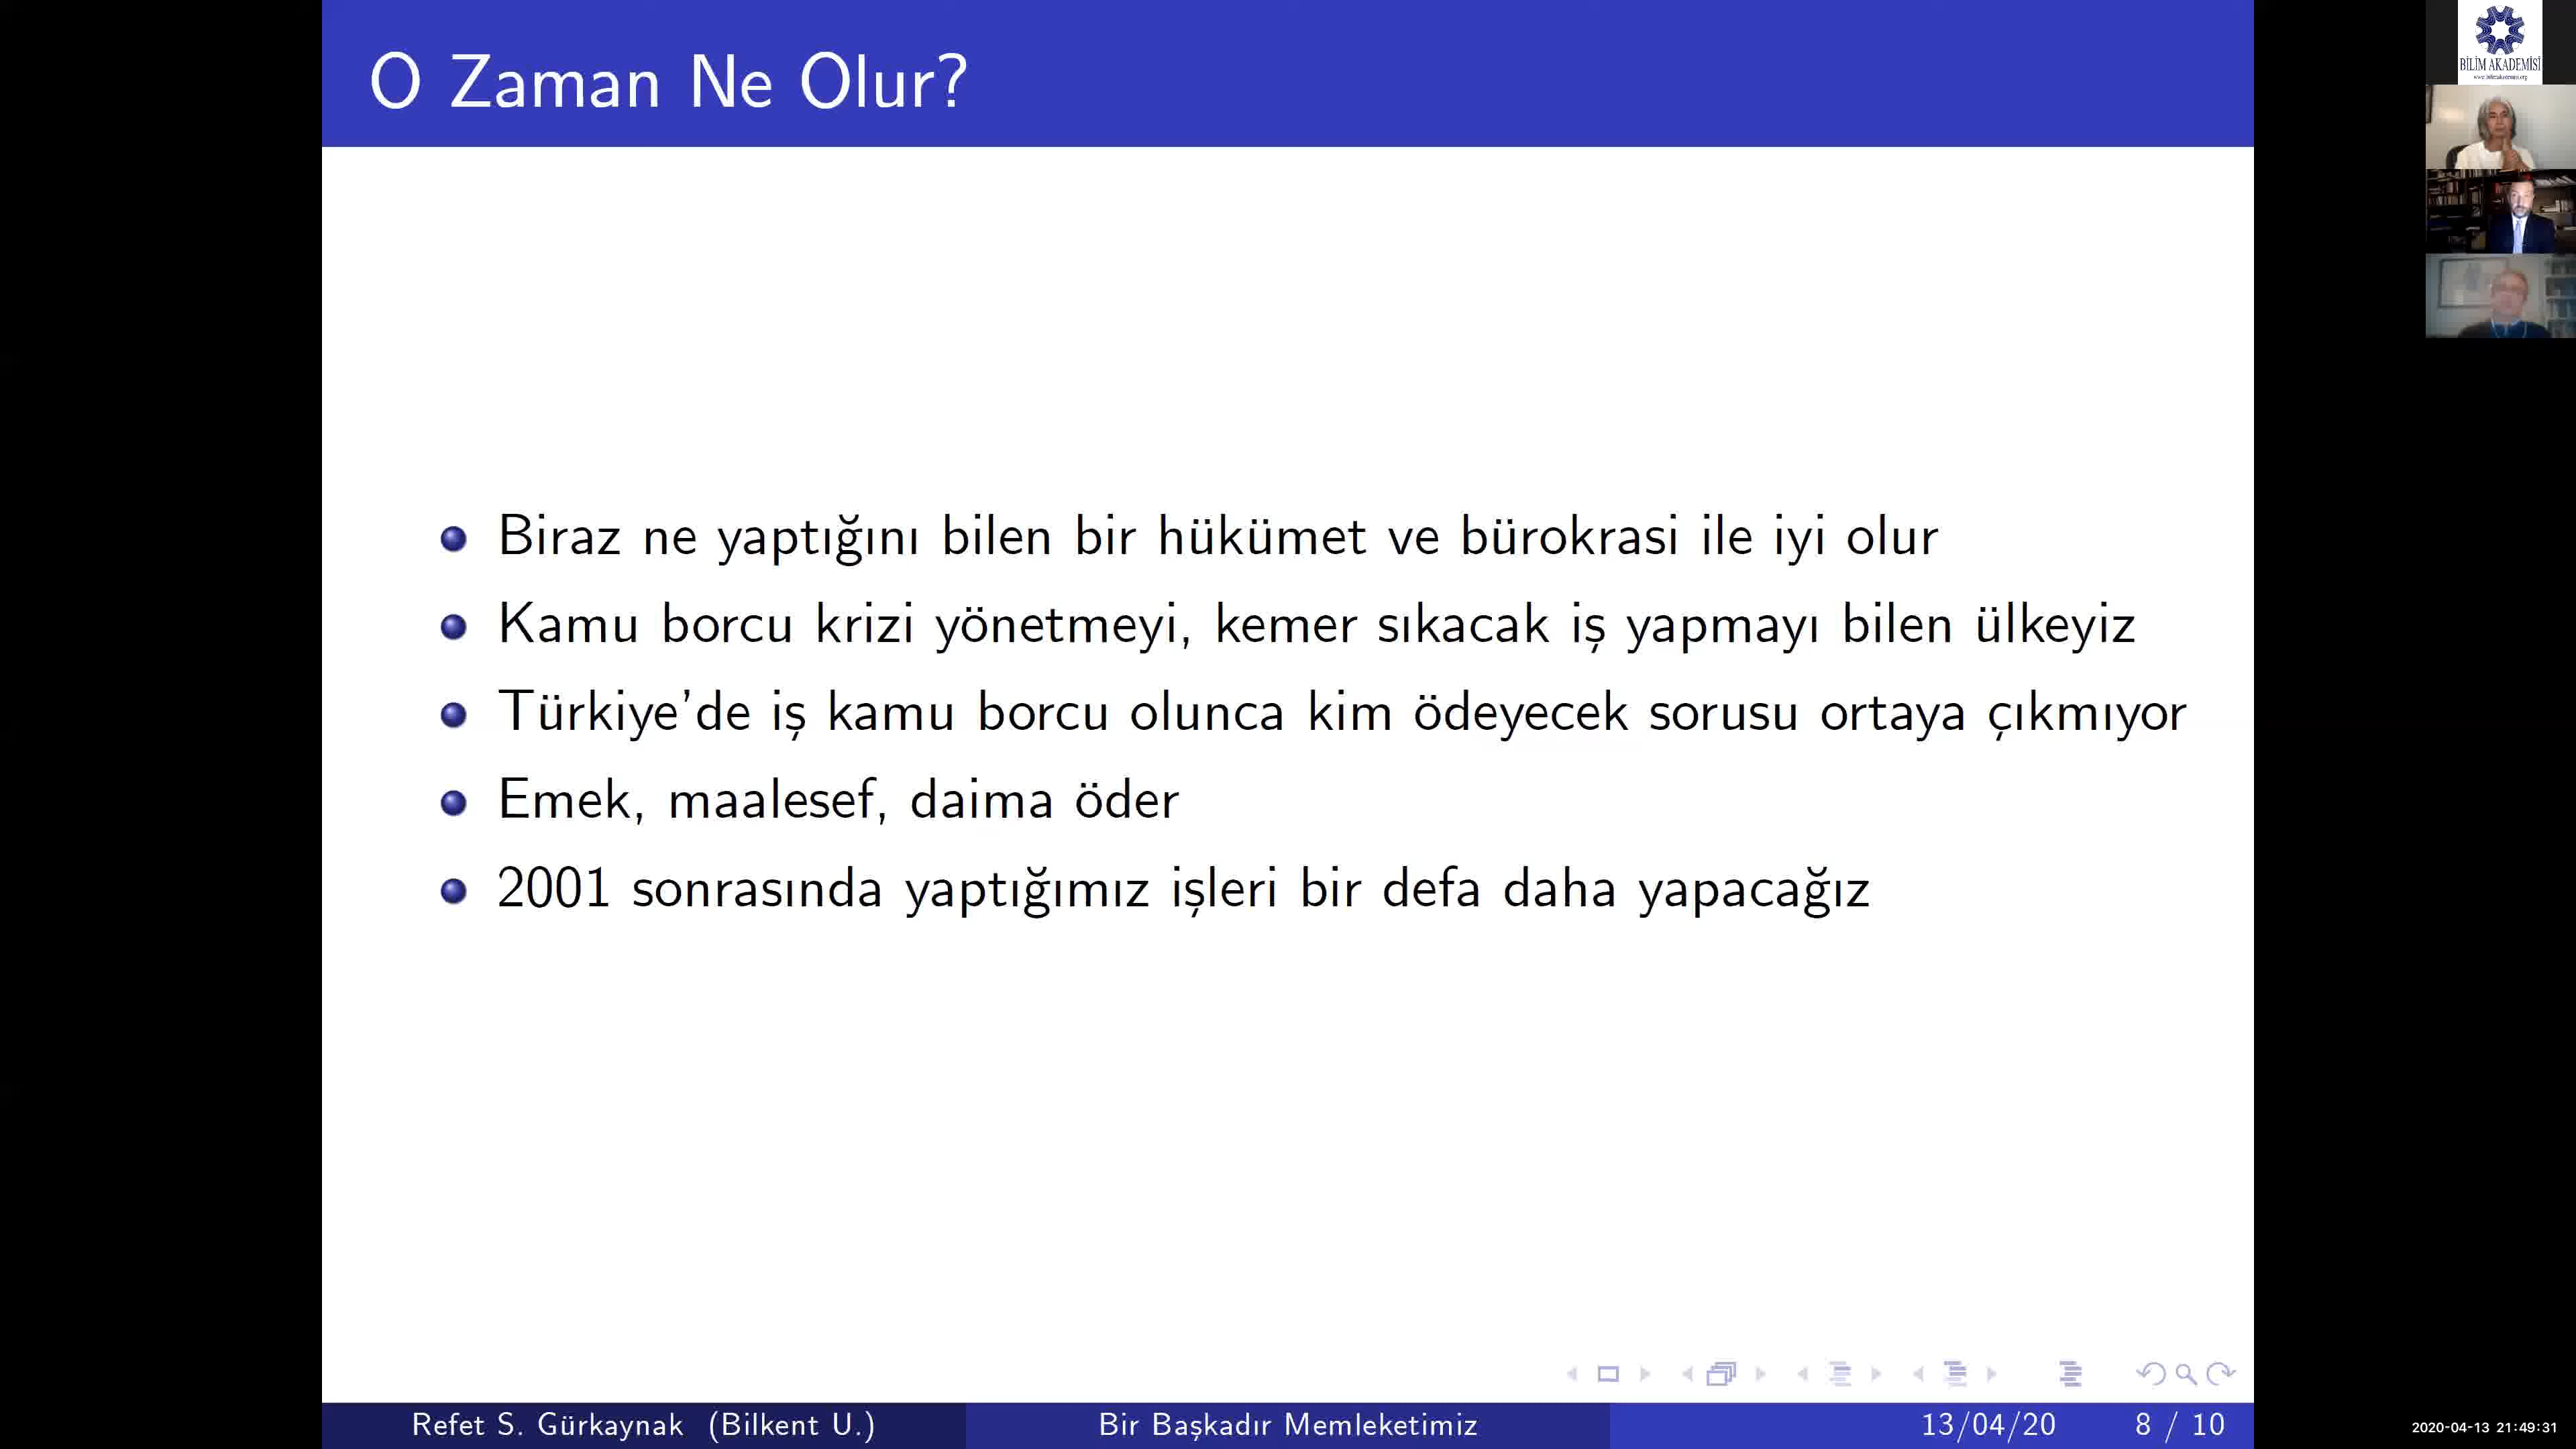 O Zaman Ne Olur?
Biraz ne yaptığını bilen bir hükümet ve bürokrasi ile iyi olur
Kamu borcu krizi yönetmeyi, kemer sıkacak iş yapmayı bilen ülkeyiz
Türkiye'de iş kamu borcu olunca kim ödeyecek sorusu ortaya çıkmıyor
Emek, maalesef, daima öder
2001 sonrasında yaptığımız işleri bir defa daha yapacağız
Refet S. Gürkaynak (Bilkent U.)
Bir Başkadır Memleketimiz
13/04/20
8 / 10
BİLİM AKADEMİSİ
www.bilimakademisi.org
2020-04-13 21:49:31